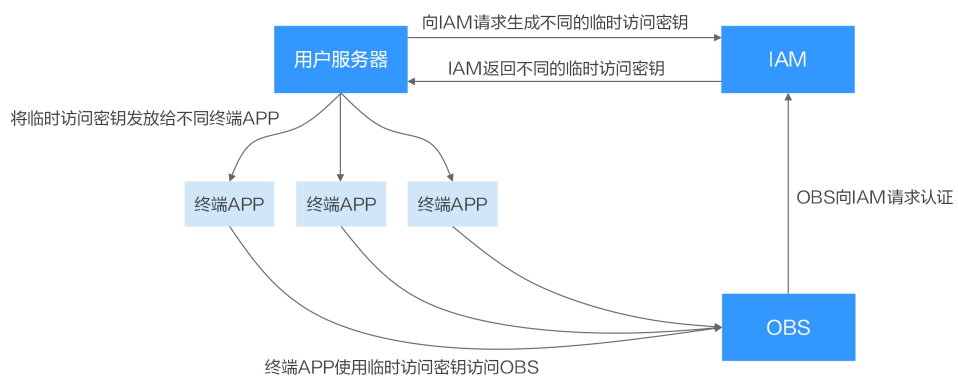 向IAM请求生成不同的临时访问密钥
用户服务器
IAM
IAM返回不同的临时访问密钥
将临时访问密钥发放给不同终端APP
终端APP
终端APP
终端APP
OBS向IAM请求认证
OBS
终端APP使用临时访问密钥访问OBS